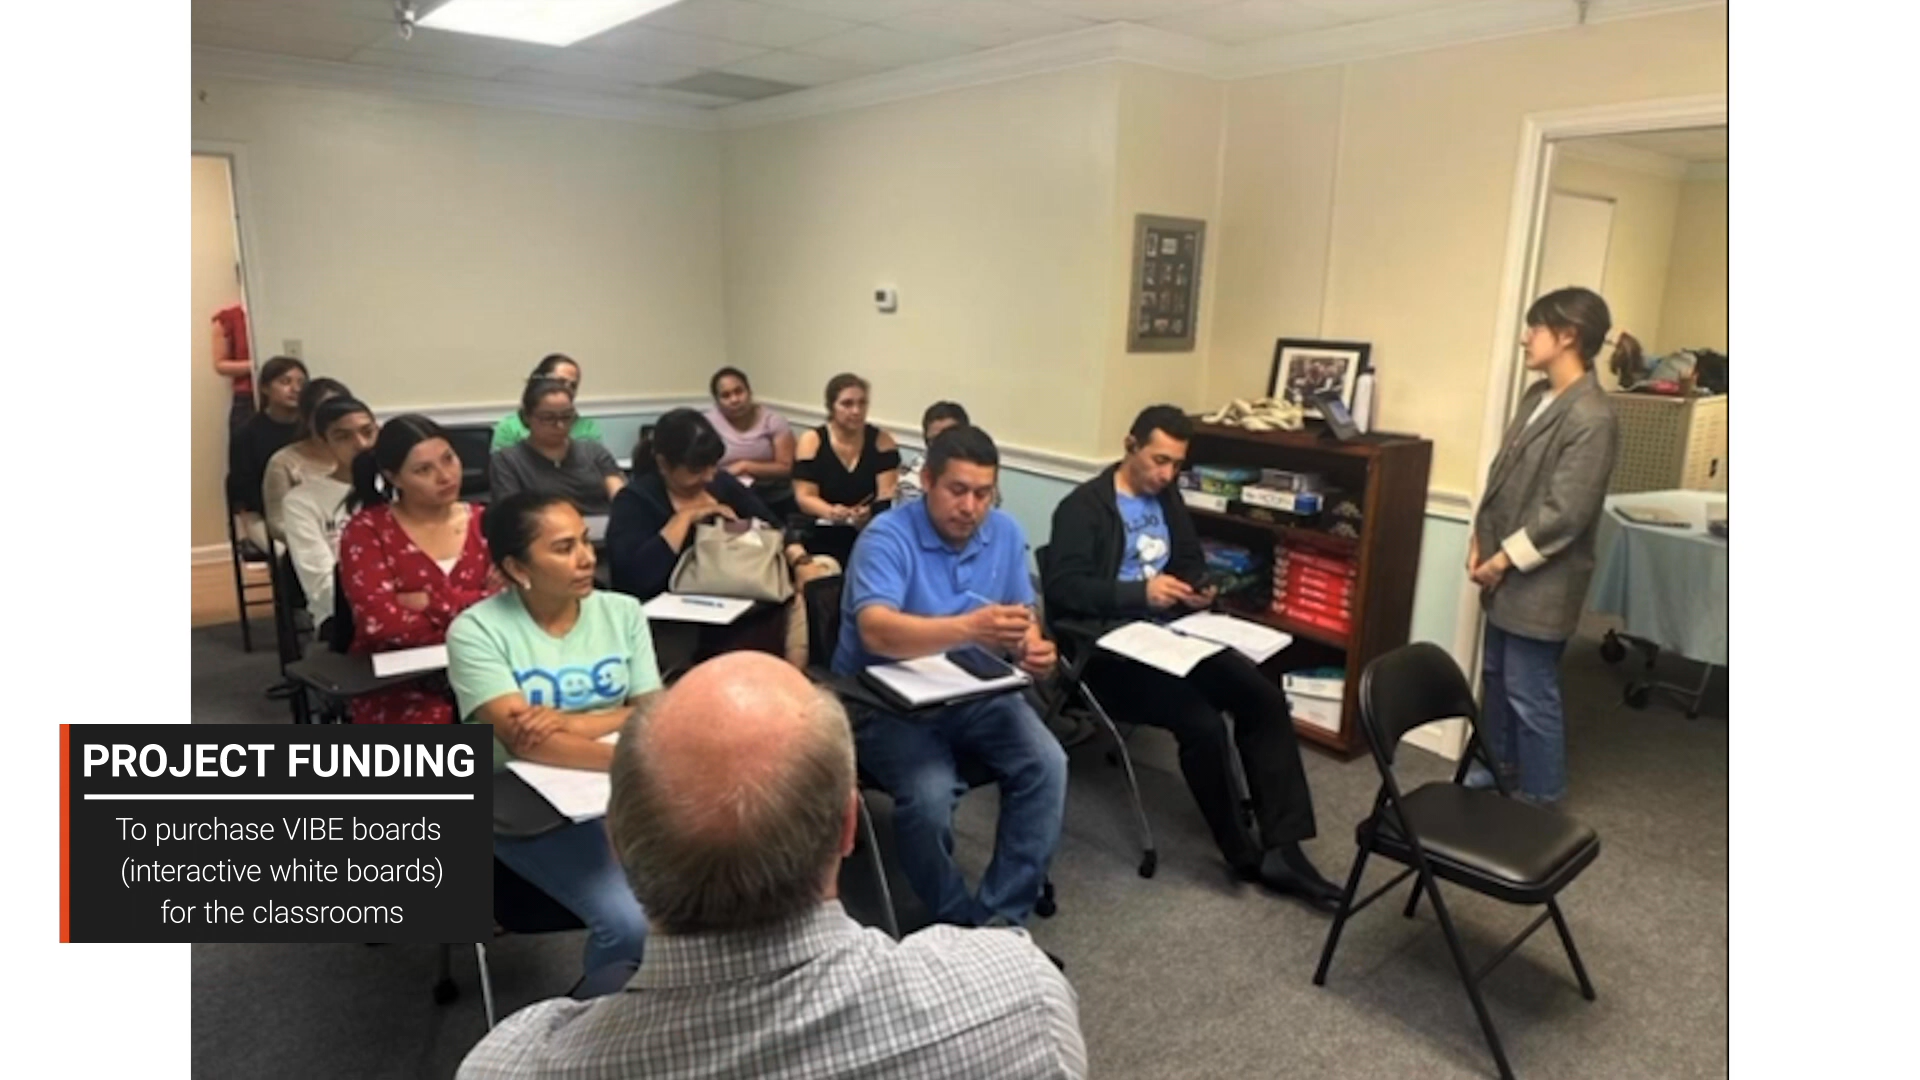 PROJECT FUNDING
To purchase VIBE boards
(interactive white boards)
for the classrooms